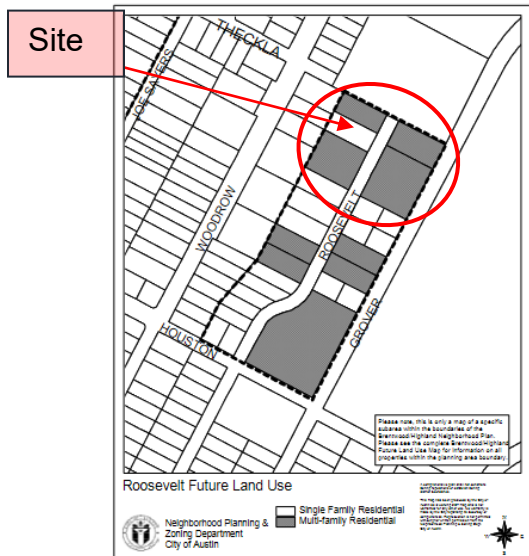 Site
THECKLA
JOE SAYERS
WOODROW
ROOSEVELT
GROVER
HOUSTON
Please note, this is only a map of a specific
subarea within the boundaries of the
Brentwood/Highland Neighborhood Plan.
Please see the complete Brentwood/Highland
Future Land Use Map for information on all
properties within the planning area boundary.
Roosevelt Future Land Use
Neighborhood Planning &
Zoning Department
City of Austin
Single Family Residential
Multi-family Residential
N
W
E
S